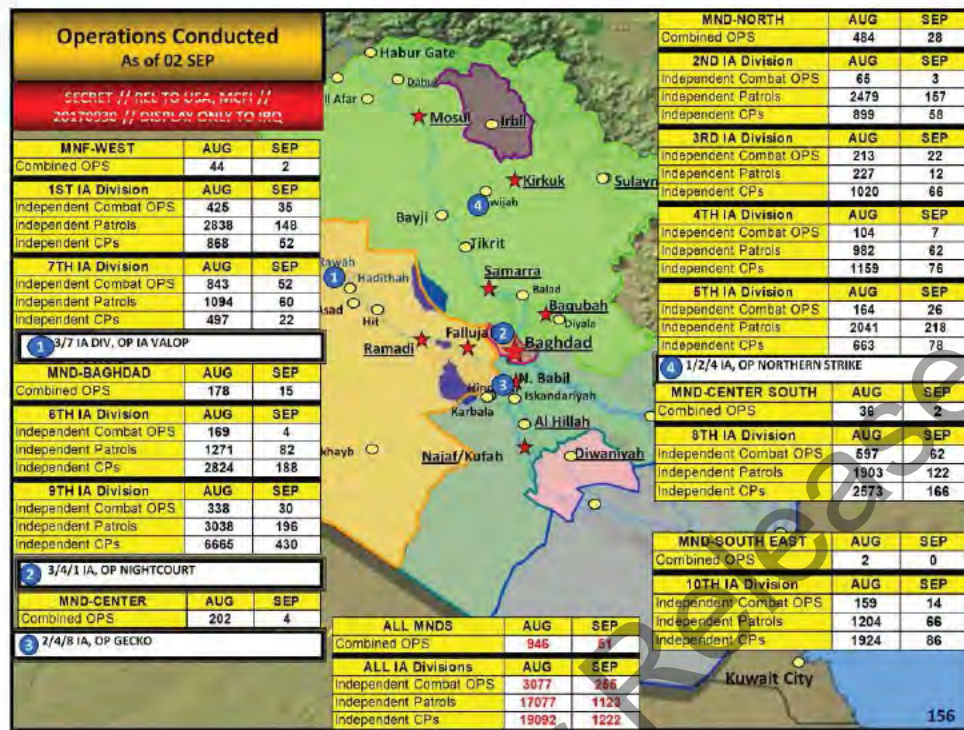 Operations Conducted
As of 02 SEP
SECRET // REL TO USA, MCFI //
20170930 // DISPLAY ONLY TO IRQ
MNF-WEST AUG SEP
Combined OPS 44 2
1ST IA Division AUG SEP
Independent Combat OPS 425 35
Independent Patrols 2838 148
Independent CPs 868 52
7TH IA Division AUG SEP
Independent Combat OPS 843 52
Independent Patrols 1094 60
Independent CPs 497 22
1 3/7 IA DIV, OP IA VALOP
MND-BAGHDAD AUG SEP
Combined OPS 178 15
6TH IA Division AUG SEP
Independent Combat OPS 169 4
Independent Patrols 1271 82
Independent CPs 2824 188
9TH IA Division AUG SEP
Independent Combat OPS 338 30
Independent Patrols 3038 196
Independent CPs 6665 430
2 3/4/1 IA, OP NIGHTCOURT
MND-CENTER AUG SEP
Combined OPS 202 4
3 2/4/8 IA, OP GECKO
Habur Gate
Dahuk
ll Afar
Mosul
Irbil
Kirkuk
Sulayn
4
wijah
Bayji
Tikrit
Rawah
1
Hadithah
Samarra
Balad
Asad
Hit
Baqubah
Diyala
Ramadi
Fallujah
2
Baghdad
3
N. Babil
Karbala
Iskandariyah
Al Hillah
khayb
Najaf/Kufah
Diwaniyah
Kuwait City
ALL MNDS AUG SEP
Combined OPS 946 51
ALL IA Divisions AUG SEP
Independent Combat OPS 3077
Independent Patrols 17077 1123
Independent CPs 19092 1222
MND-NORTH AUG SEP
Combined OPS 484 28
2ND IA Division AUG SEP
Independent Combat OPS 65 3
Independent Patrols 2479 157
Independent CPs 899 58
3RD IA Division AUG SEP
Independent Combat OPS 213 22
Independent Patrols 227 12
Independent CPs 1020 66
4TH IA Division AUG SEP
Independent Combat OPS 104 7
Independent Patrols 982 62
Independent CPs 1159 76
5TH IA Division AUG SEP
Independent Combat OPS 164 26
Independent Patrols 2041 218
Independent CPs 663 78
4 1/2/4 IA, OP NORTHERN STRIKE
MND-CENTER SOUTH AUG SEP
Combined OPS 36 2
8TH IA Division AUG SEP
Independent Combat OPS 597 62
Independent Patrols 1903 122
Independent CPs 2573 166
MND-SOUTH EAST AUG SEP
Combined OPS 2 0
10TH IA Division AUG SEP
Independent Combat OPS 159 14
Independent Patrols 1204 66
Independent CPs 1924 86
156
Release